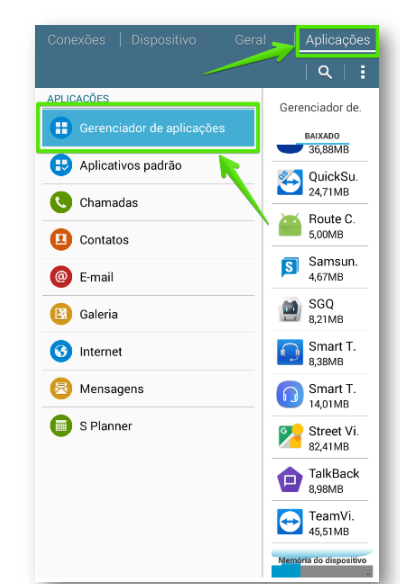 Conexões | Dispositivo Geral | Aplicações
APLICAÇÕES
Gerenciador de aplicações
Aplicativos padrão
Chamadas
Contatos
E-mail
Galeria
Internet
Mensagens
S Planner
Gerenciador de.
BAIXADO
36,88MB
QuickSu.
24,71MB
Route C.
5,00MB
Samsun.
4,67MB
SGQ
8,21MB
Smart T.
8,38MB
Smart T.
14,01MB
Street Vi.
82,41MB
TalkBack
8,98MB
TeamVi.
45,51MB
Memória do dispositivo